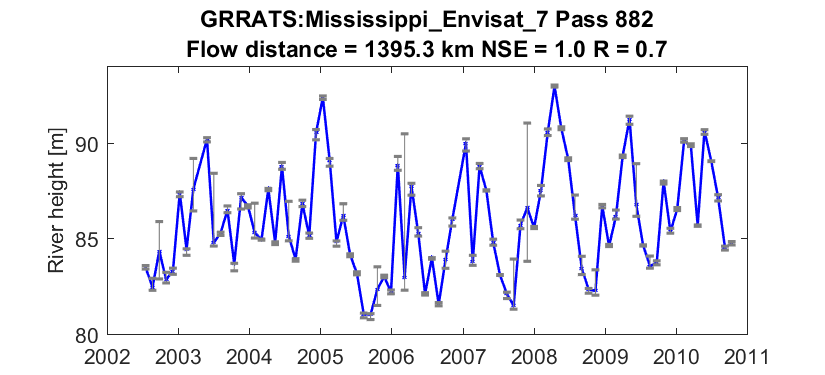 GRRATS:Mississippi_Envisat_7 Pass 882
Flow distance = 1395.3 km NSE = 1.0 R = 0.7
River height [m]
90
85
80
2002 2003 2004 2005 2006 2007 2008 2009 2010 2011